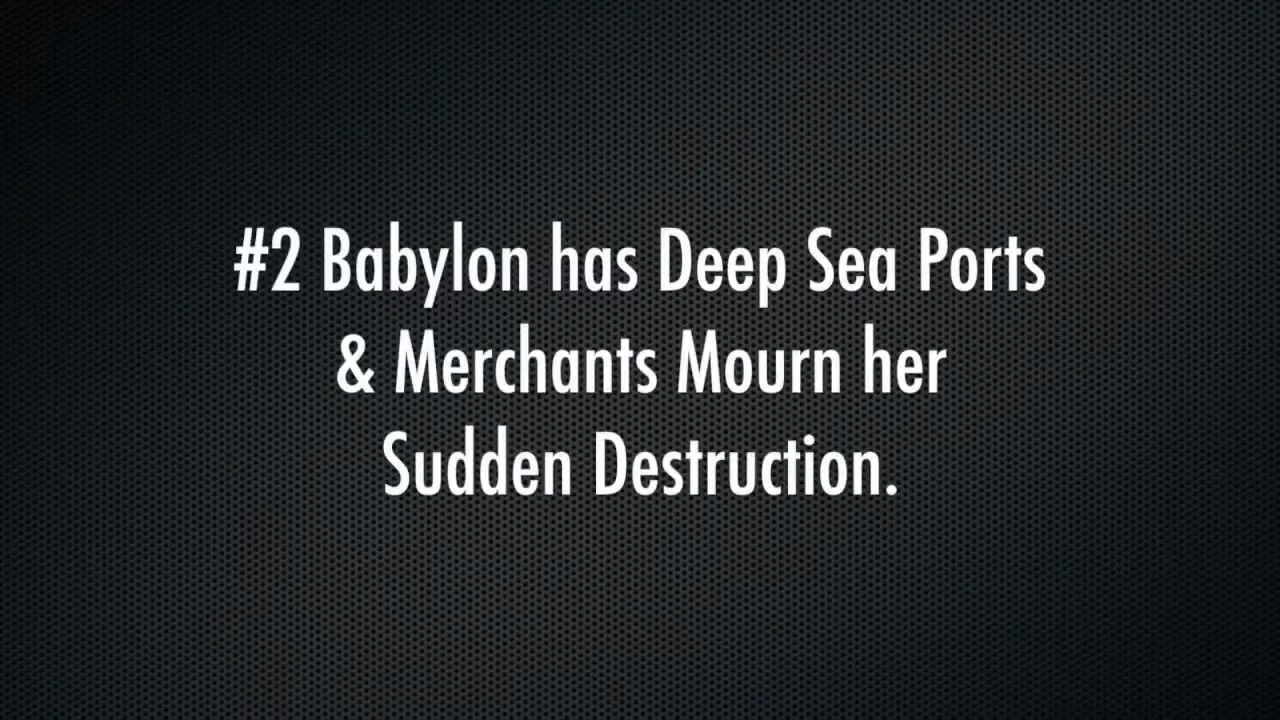 #2 Babylon has Deep Sea Ports
& Merchants Mourn her
Sudden Destruction.